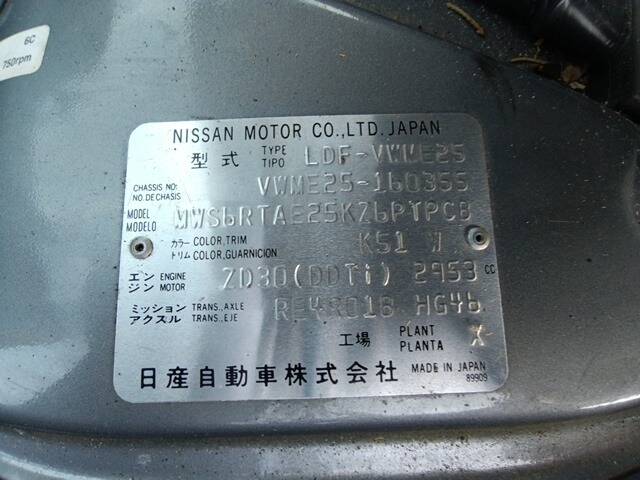 6C
750rpm
NISSAN MOTOR CO.,LTD. JAPAN
型式 TYPE TIPO LDF-VWME25
CHASSIS NO. NO.DECHASIS VWME25-160355
MODEL MODELO MWS6RTAE25KZ6PYPCB
カラー COLOR,TRIM K51 W
トリム COLOR,GUARNICION
エンジン ENGINE MOTOR ZD30(DDTi) 2953 cc
ミッション TRANS.,AXLE RE4R01B HG46
アクスル TRANS.,EJE
工場 PLANT PLANTA X
日産自動車株式会社 MADE IN JAPAN
89909